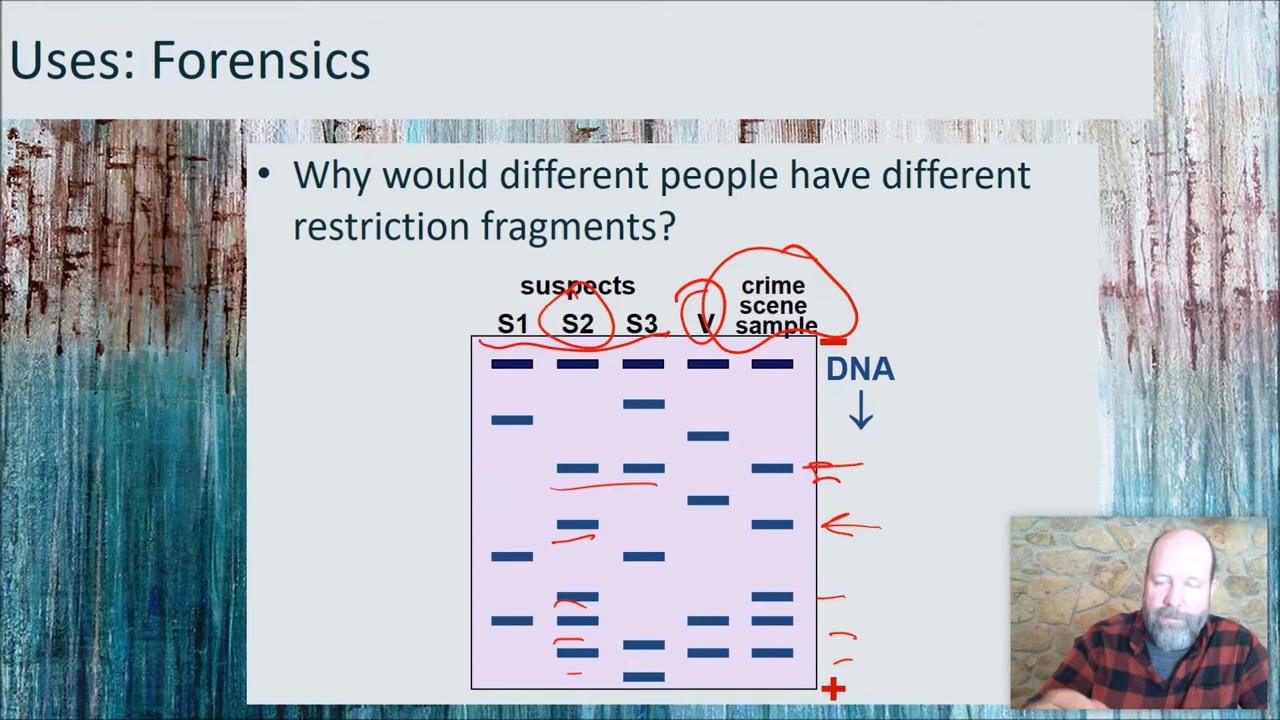 Uses: Forensics
• Why would different people have different
restriction fragments?
suspects
crime
scene
S1 S2 S3 V sample
−
DNA
↓
+